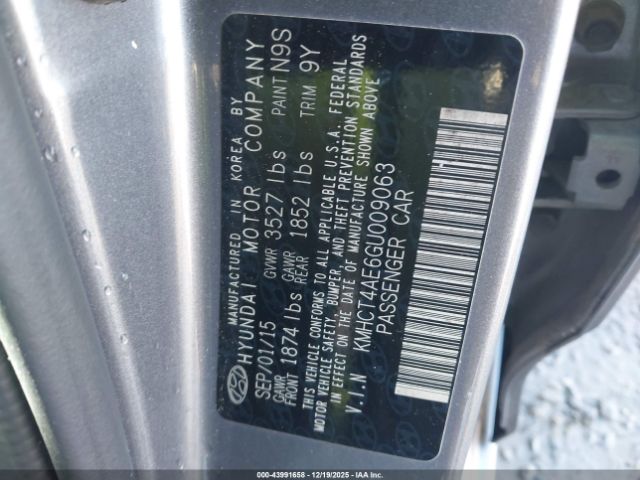 MANUFACTURED IN KOREA BY
HYUNDAI MOTOR COMPANY
SEP/01/15 GVWR 3527 lbs PAINT N9S
GAWR FRONT 1874 lbs GAWR REAR 1852 lbs TRIM 9Y
THIS VEHICLE CONFORMS TO ALL APPLICABLE U.S.A. FEDERAL
MOTOR VEHICLE SAFETY, BUMPER, AND THEFT PREVENTION STANDARDS
IN EFFECT ON THE DATE OF MANUFACTURE SHOWN ABOVE
V.I.N KMHCT4AE6GU009063
PASSENGER CAR
00-43991658 - 12/19/2025 - COPYRIGHT © IAA, LLC